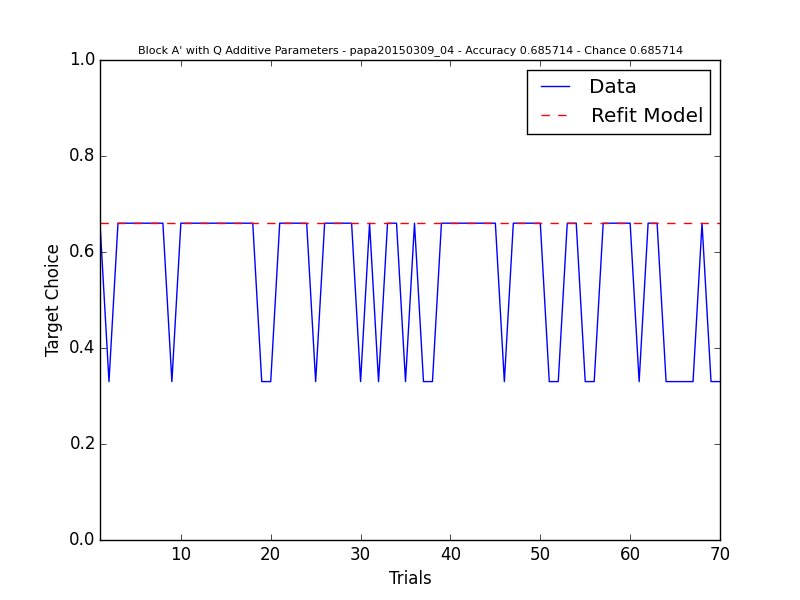 Block A' with Q Additive Parameters - papa20150309_04 - Accuracy 0.685714 - Chance 0.685714
1.0
Data
Refit Model
0.8
0.6
Target Choice
0.4
0.2
0.0
10 20 30 40 50 60 70
Trials